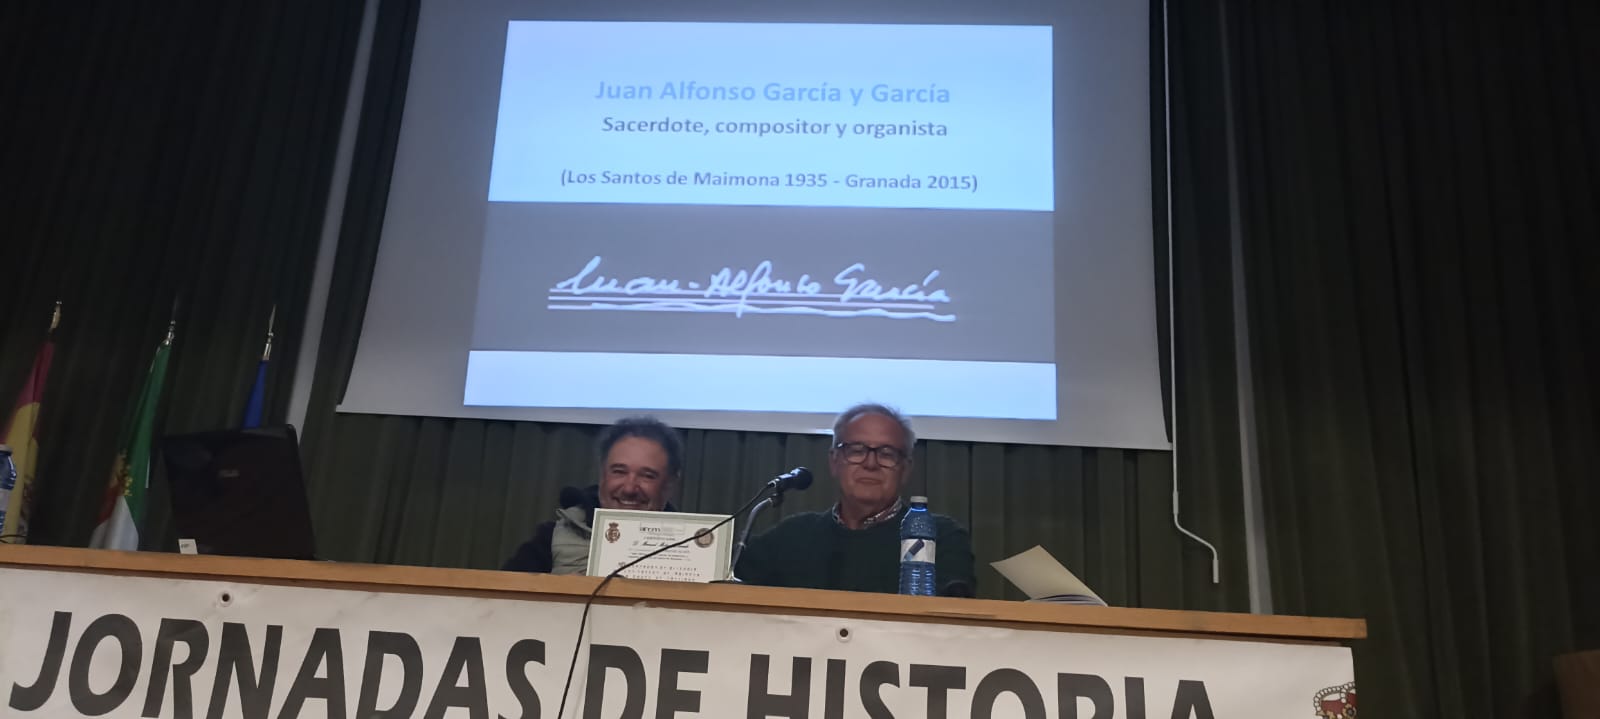 Juan Alfonso García y García
Sacerdote, compositor y organista
(Los Santos de Maimona 1935 - Granada 2015)
Juan-Alfonso García
JORNADAS DE HISTORIA